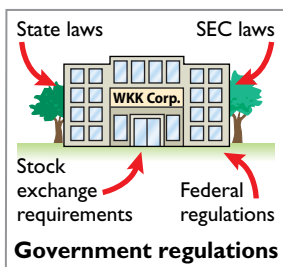 State laws
SEC laws
WKK Corp.
Stock
exchange
requirements
Federal
regulations
Government regulations